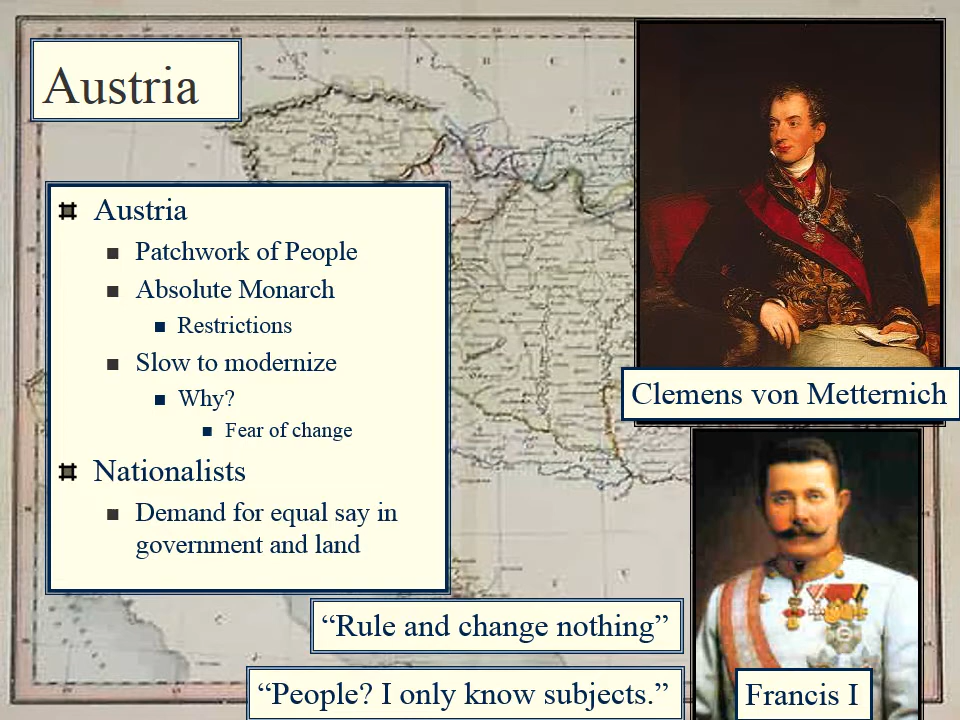 Austria
Austria
Patchwork of People
Absolute Monarch
Restrictions
Slow to modernize
Why?
Fear of change
Nationalists
Demand for equal say in
government and land
Clemens von Metternich
“Rule and change nothing”
“People? I only know subjects.”
Francis I